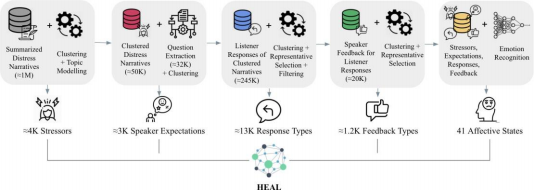 Summarized
Distress
Narratives
(≈1M)
+
Clustering
+ Topic
Modelling
Clustered
Distress
Narratives
(≈50K)
+
Question
Extraction
(≈32K)
+ Clustering
Listener
Responses of
Clustered
Narratives
(≈245K)
+
Clustering +
Representative
Selection +
Filtering
Speaker
Feedback for
Listener
Responses
(≈20K)
+
Clustering +
Representative
Selection
Stressors,
Expectations,
Responses,
Feedback
+
Emotion
Recognition
≈4K Stressors
≈3K Speaker Expectations
≈13K Response Types
≈1.2K Feedback Types
41 Affective States
HEAL